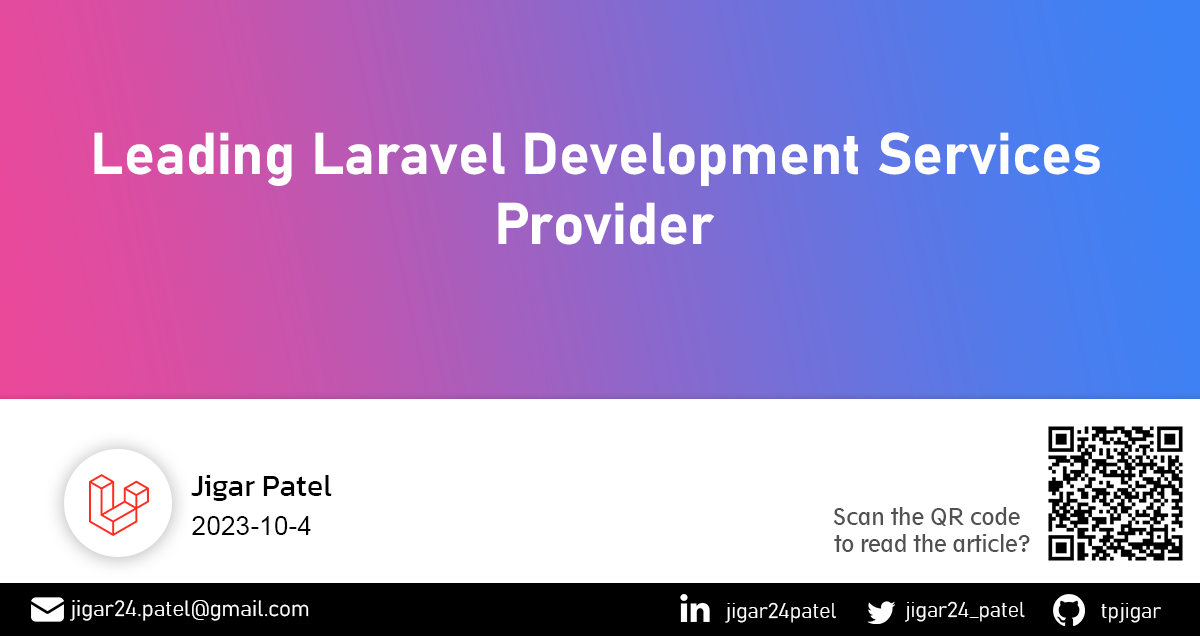 Leading Laravel Development Services
Provider
Jigar Patel
2023-10-4
Scan the QR code
to read the article?
jigar24.patel@gmail.com
jigar24patel
jigar24_patel
tpjigar